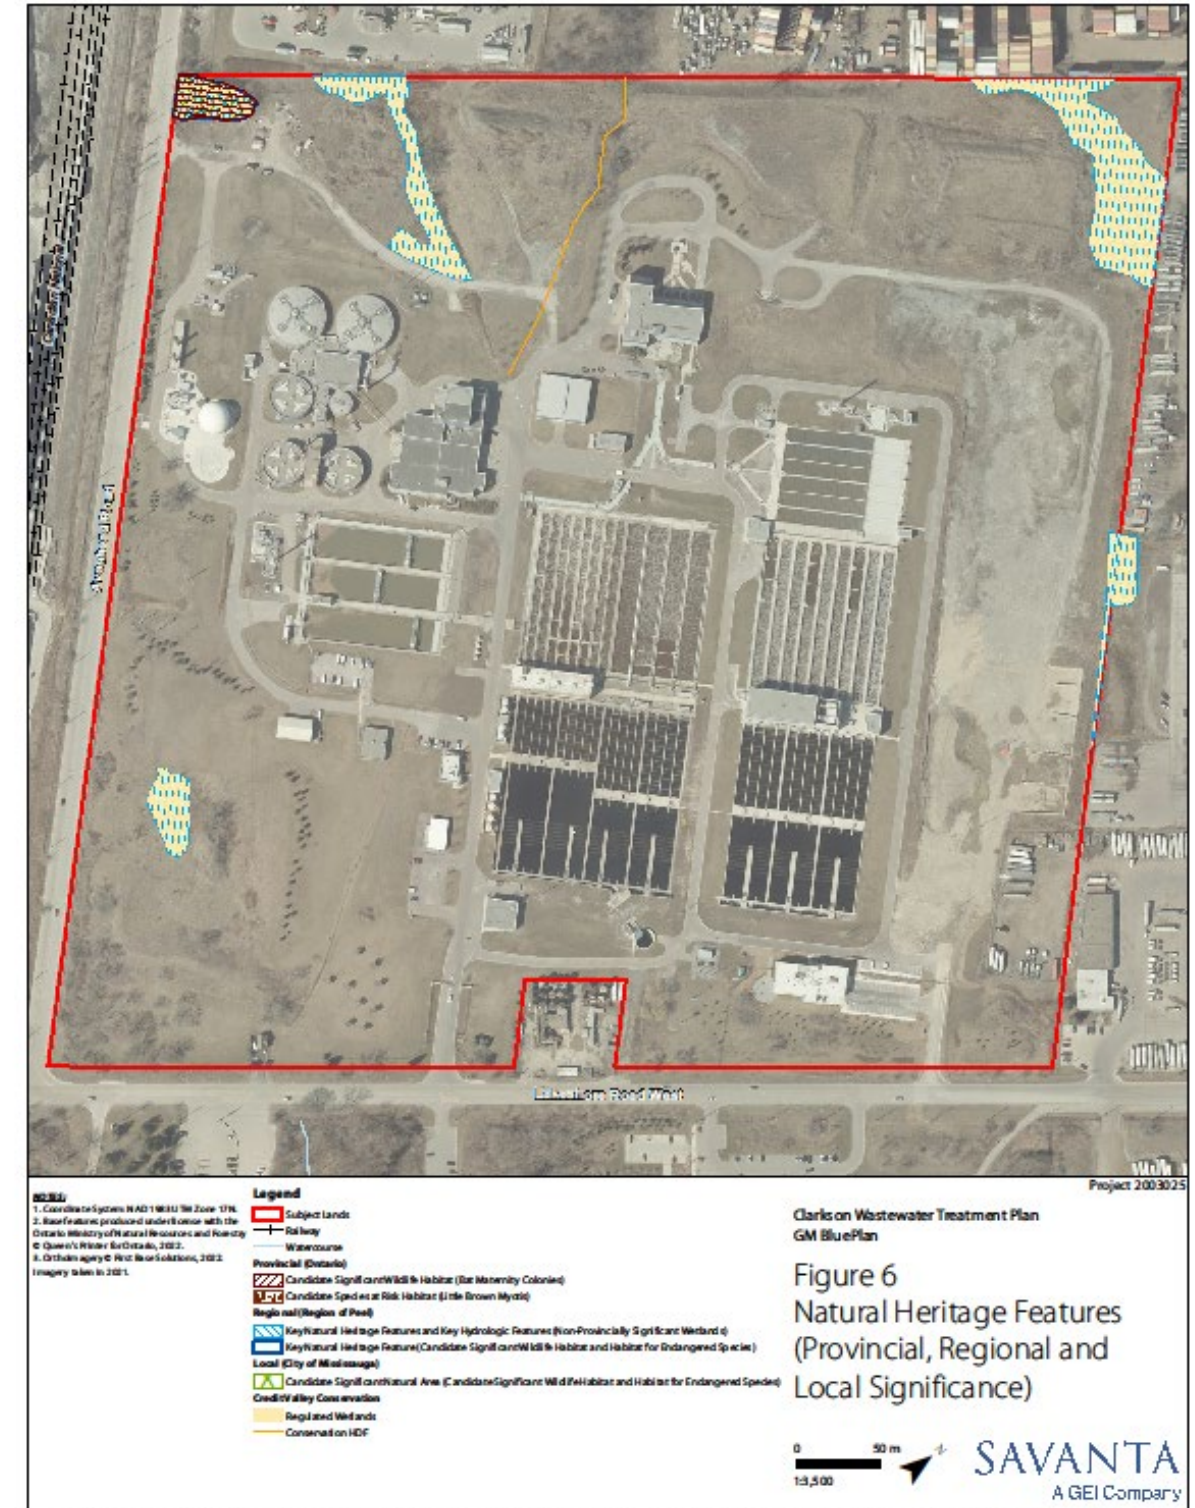 Lakeshore Road West
Project 2003025
NOTES:
1. Coordinate System: NAD 1983 UTM Zone 17N.
2. Base features produced under license with the
Ontario Ministry of Natural Resources and Forestry
© Queen's Printer for Ontario, 2022.
3. Orthoimagery © First Base Solutions, 2022.
Imagery taken in 2021.
Legend
Subject Lands
Railway
Watercourse
Provincial (Ontario)
Candidate Significant Wildlife Habitat (Bat Maternity Colonies)
Candidate Species at Risk Habitat (Little Brown Myotis)
Regional (Region of Peel)
Key Natural Heritage Features and Key Hydrologic Features (Non-Provincially Significant Wetlands)
Key Natural Heritage Feature (Candidate Significant Wildlife Habitat and Habitat for Endangered Species)
Local (City of Mississauga)
Candidate Significant Natural Area (Candidate Significant Wildlife Habitat and Habitat for Endangered Species)
Credit Valley Conservation
Regulated Wetlands
Conservation HDF
Clarkson Wastewater Treatment Plan
GM BluePlan
Figure 6
Natural Heritage Features
(Provincial, Regional and
Local Significance)
0 50 m
1:3,500
SAVANTA
A GEI Company